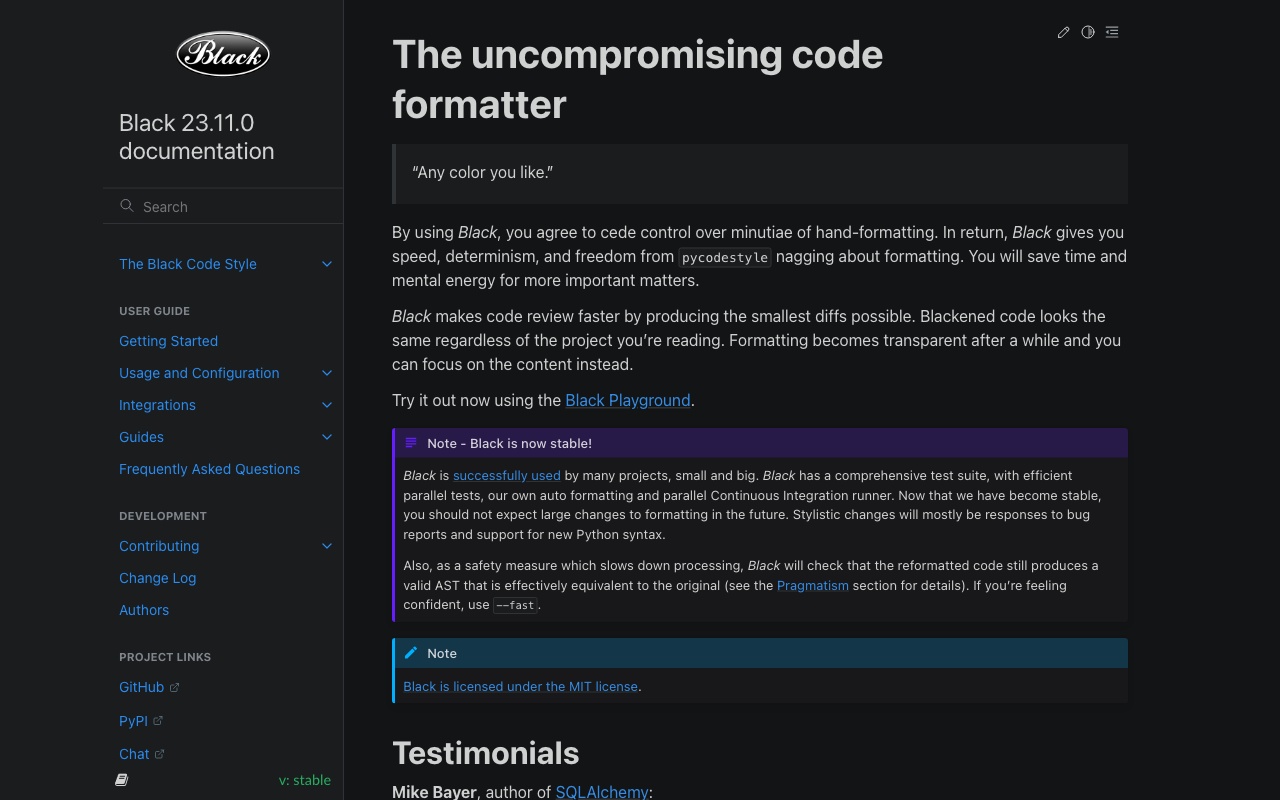 Black
Black 23.11.0
documentation
Search
The Black Code Style
USER GUIDE
Getting Started
Usage and Configuration
Integrations
Guides
Frequently Asked Questions
DEVELOPMENT
Contributing
Change Log
Authors
PROJECT LINKS
GitHub
PyPI
Chat
v: stable
The uncompromising code
formatter
“Any color you like.”
By using Black, you agree to cede control over minutiae of hand-formatting. In return, Black gives you
speed, determinism, and freedom from pycodestyle nagging about formatting. You will save time and
mental energy for more important matters.
Black makes code review faster by producing the smallest diffs possible. Blackened code looks the
same regardless of the project you’re reading. Formatting becomes transparent after a while and you
can focus on the content instead.
Try it out now using the Black Playground.
Note - Black is now stable!
Black is successfully used by many projects, small and big. Black has a comprehensive test suite, with efficient
parallel tests, our own auto formatting and parallel Continuous Integration runner. Now that we have become stable,
you should not expect large changes to formatting in the future. Stylistic changes will mostly be responses to bug
reports and support for new Python syntax.
Also, as a safety measure which slows down processing, Black will check that the reformatted code still produces a
valid AST that is effectively equivalent to the original (see the Pragmatism section for details). If you’re feeling
confident, use --fast.
Note
Black is licensed under the MIT license.
Testimonials
Mike Bayer, author of SQLAlchemy: